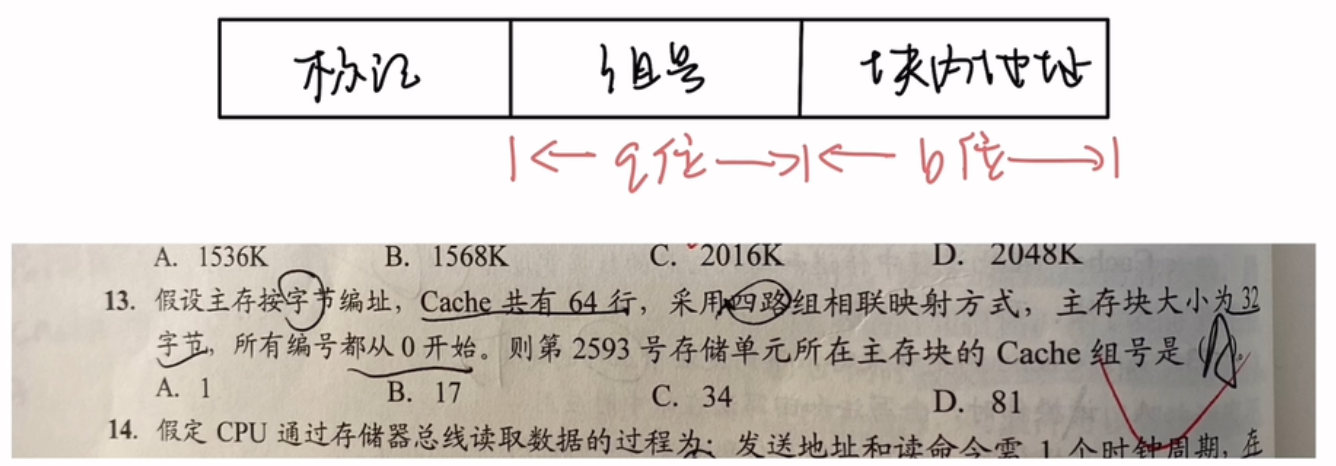 标记 组号 块内地址
q位 b位
A. 1536K B. 1568K C. 2016K D. 2048K
13. 假设主存按字节编址，Cache 共有 64 行，采用四路组相联映射方式，主存块大小为 32
字节，所有编号都从 0 开始。则第 2593 号存储单元所在主存块的 Cache 组号是（A）。
A. 1 B. 17 C. 34 D. 81
14. 假定 CPU 通过存储器总线读取数据的过程为：发送地址和读命令需 1 个时钟周期，在